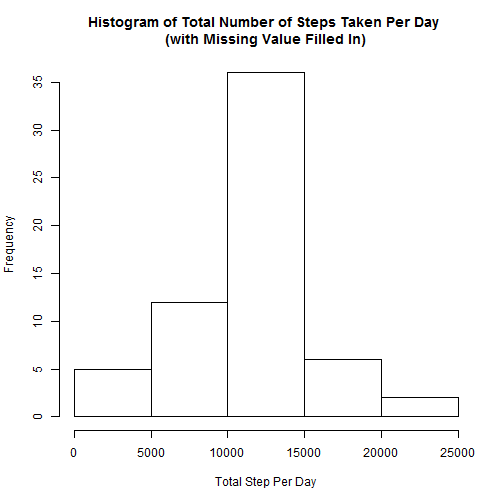 Histogram of Total Number of Steps Taken Per Day
(with Missing Value Filled In)
Frequency
35
30
25
20
15
10
5
0
0 5000 10000 15000 20000 25000
Total Step Per Day